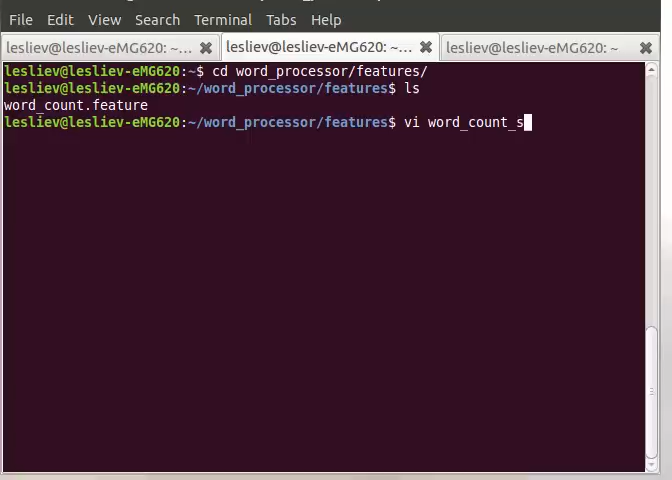 File Edit View Search Terminal Tabs Help
lesliev@lesliev-eMG620: ~... lesliev@lesliev-eMG620: ~... lesliev@lesliev-eMG620: ~
lesliev@lesliev-eMG620:~$ cd word_processor/features/
lesliev@lesliev-eMG620:~/word_processor/features$ ls
word_count.feature
lesliev@lesliev-eMG620:~/word_processor/features$ vi word_count_s